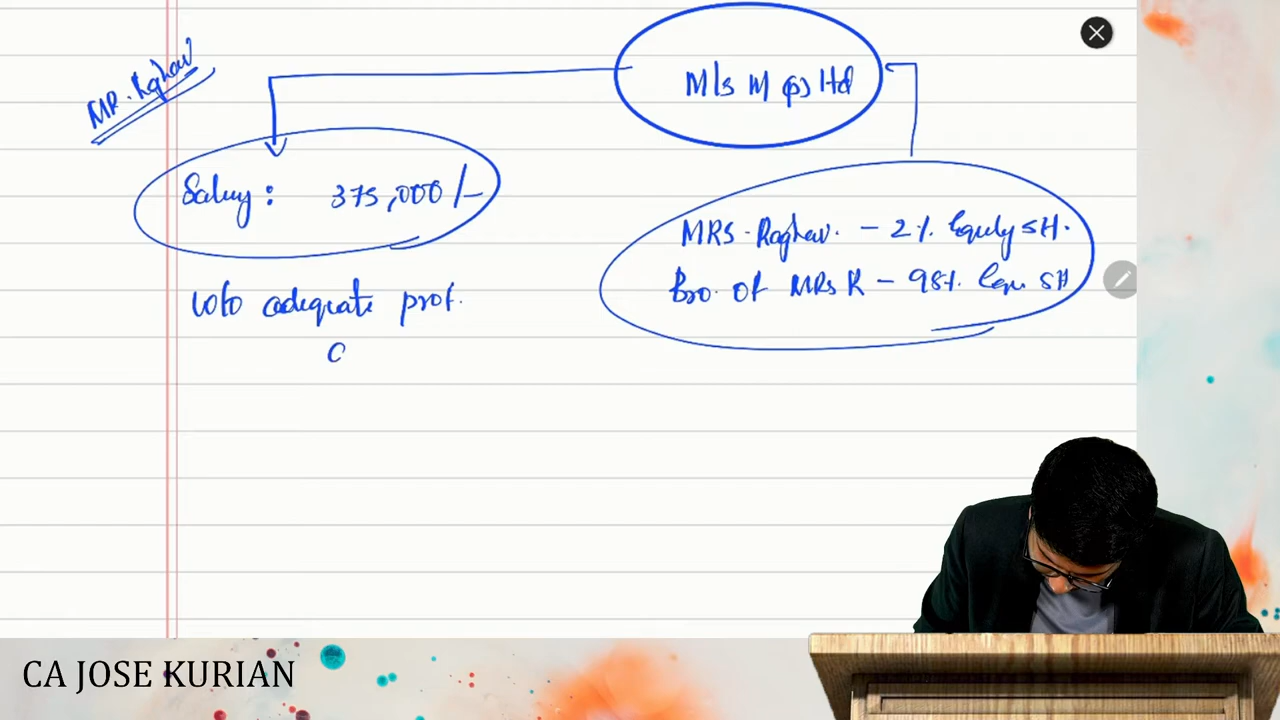 MR. Raghav
M/s M (P) Ltd
Salary : 375,000/-
MRS. Raghav. - 2% Equity SH.
Bro. Of MRs R - 98% Equ. SH
w/o adequate prof.
C
CA JOSE KURIAN